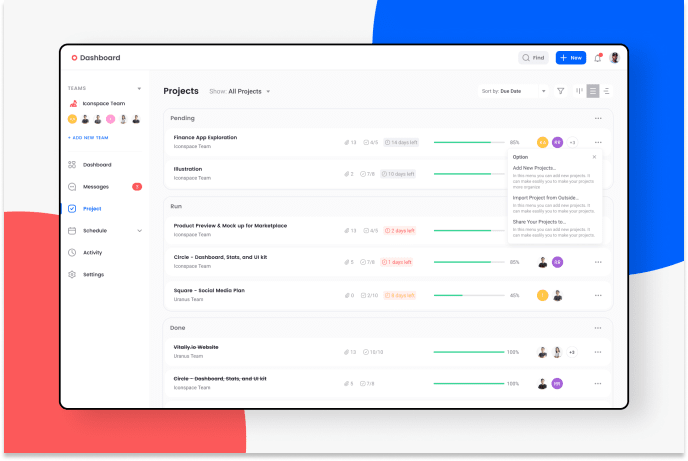 Dashboard
Find
+ New
TEAMS
Iconspace Team
+ ADD NEW TEAM
Dashboard
Messages
Project
Schedule
Activity
Settings
Projects
Show: All Projects
Sort by: Due Date
Pending
Finance App Exploration
Iconspace Team
13
4/5
14 days left
85%
+3
Illustration
Iconspace Team
2
7/8
10 days left
Option
Add New Projects...
In this menu you can add new projects. It
can make easlily you to make your projects
more organize
Import Project from Outside...
In this menu you can add new projects. It
can make easlily you to make your projects
Share Your Projects to...
In this menu you can add new projects. It
can make easlily you to make your projects
Run
Product Preview & Mock up for Marketplace
Iconspace Team
13
4/5
2 days left
Circle - Dashboard, Stats, and UI kit
Iconspace Team
5
7/8
1 days left
85%
Square - Social Media Plan
Uranus Team
0
2/10
6 days left
45%
Done
Vitaily.io Website
Uranus Team
13
10/10
100%
+3
Circle - Dashboard, Stats, and UI kit
Iconspace Team
5
7/8
100%